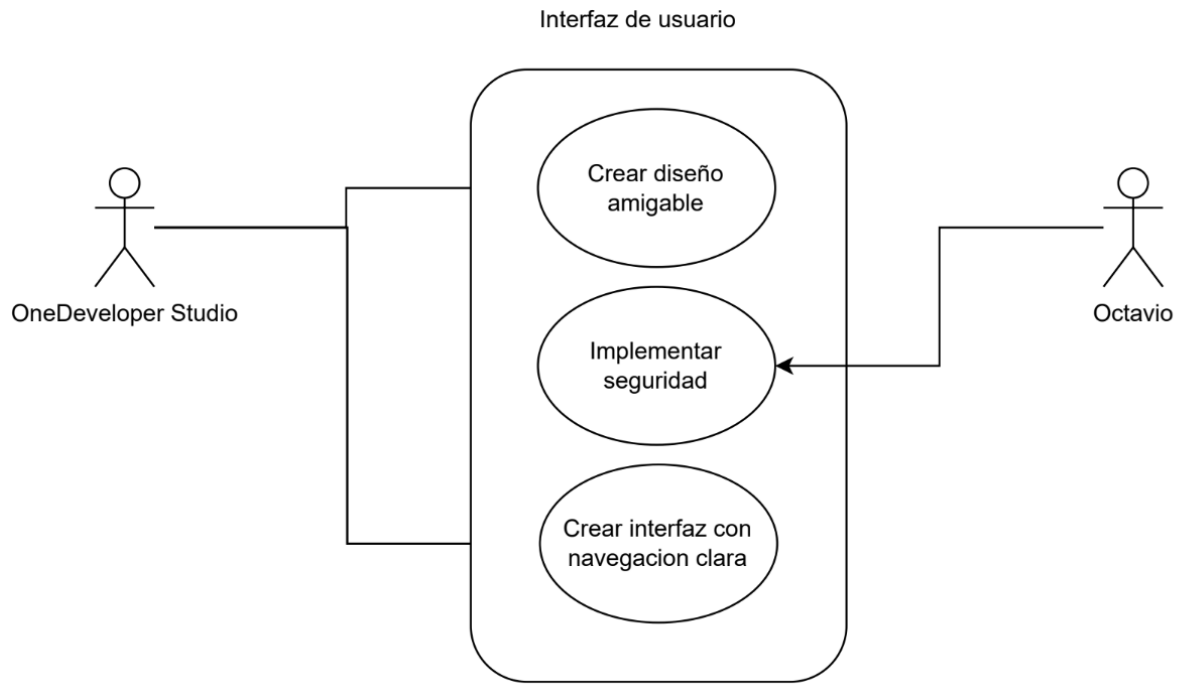 Interfaz de usuario
Crear diseño
amigable
OneDeveloper Studio
Octavio
Implementar
seguridad
Crear interfaz con
navegacion clara